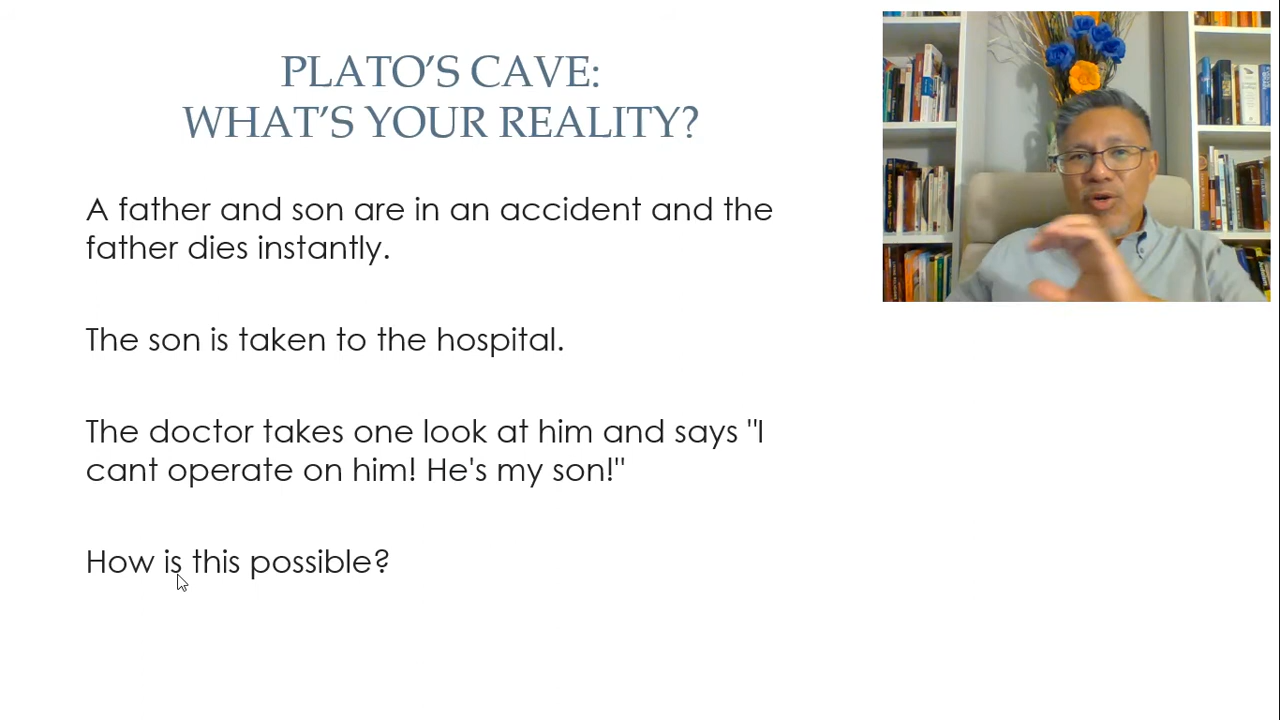 PLATO’S CAVE:
WHAT’S YOUR REALITY?
A father and son are in an accident and the
father dies instantly.
The son is taken to the hospital.
The doctor takes one look at him and says "I
cant operate on him! He's my son!"
How is this possible?